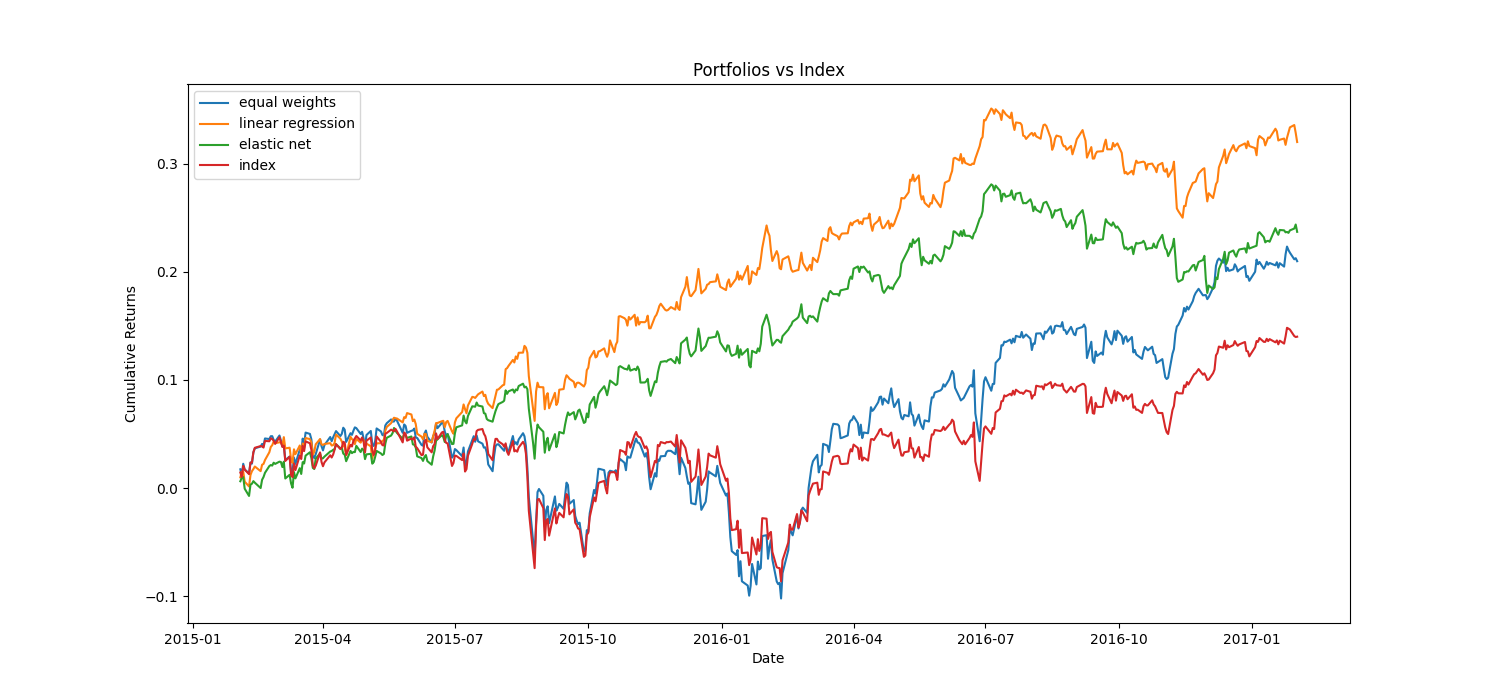 Portfolios vs Index
equal weights
linear regression
elastic net
index
Cumulative Returns
0.3
0.2
0.1
0.0
−0.1
2015-01 2015-04 2015-07 2015-10 2016-01 2016-04 2016-07 2016-10 2017-01
Date